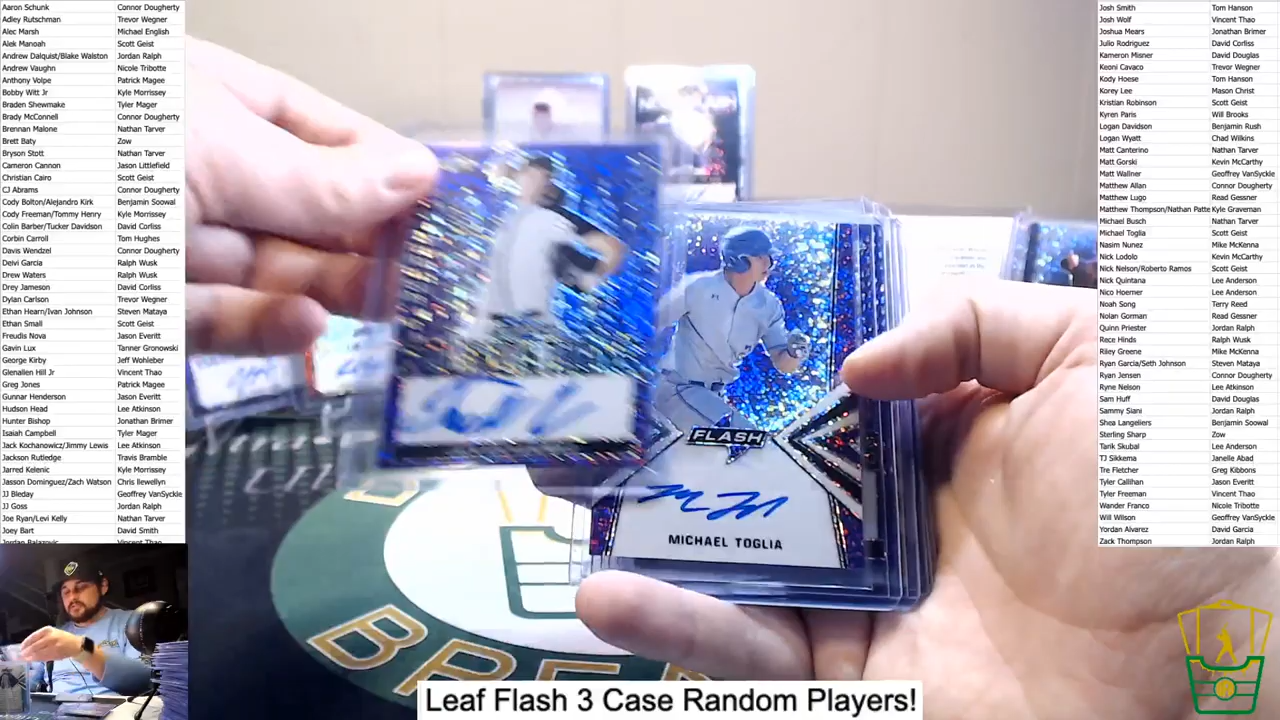 Aaron Schunk Connor Dougherty
Adley Rutschman Trevor Wegner
Alec Marsh Michael English
Alek Manoah Scott Geist
Andrew Dalquist/Blake Walston Jordan Ralph
Andrew Vaughn Nicole Tribotte
Anthony Volpe Patrick Magee
Bobby Witt Jr Kyle Morrissey
Braden Shewmake Tyler Mager
Brady McConnell Connor Dougherty
Brennan Malone Nathan Tarver
Brett Baty Zow
Bryson Stott Nathan Tarver
Cameron Cannon Jason Littlefield
Christian Cairo Scott Geist
CJ Abrams Connor Dougherty
Cody Bolton/Alejandro Kirk Benjamin Soowal
Cody Freeman/Tommy Henry Kyle Morrissey
Colin Barber/Tucker Davidson David Corliss
Corbin Carroll Tom Hughes
Davis Wendzel Connor Dougherty
Deivi Garcia Ralph Wusk
Drew Waters Ralph Wusk
Drey Jameson David Corliss
Dylan Carlson Trevor Wegner
Ethan Hearn/Ivan Johnson Steven Mataya
Ethan Small Scott Geist
Freudis Nova Jason Everitt
Gavin Lux Tanner Gronowski
George Kirby Jeff Wohleber
Glenallen Hill Jr Vincent Thao
Greg Jones Patrick Magee
Gunnar Henderson Jason Everitt
Hudson Head Lee Atkinson
Hunter Bishop Jonathan Brimer
Isaiah Campbell Tyler Mager
Jack Kochanowicz/Jimmy Lewis Lee Atkinson
Jackson Rutledge Travis Bramble
Jarred Kelenic Kyle Morrissey
Jasson Dominguez/Zach Watson Chris llewellyn
JJ Bleday Geoffrey VanSyckle
JJ Goss Jordan Ralph
Joe Ryan/Levi Kelly Nathan Tarver
Joey Bart David Smith
Jordan Balazovic Vincent Thao
Josh Smith Tom Hanson
Josh Wolf Vincent Thao
Joshua Mears Jonathan Brimer
Julio Rodriguez David Corliss
Kameron Misner David Douglas
Keoni Cavaco Trevor Wegner
Kody Hoese Tom Hanson
Korey Lee Mason Christ
Kristian Robinson Scott Geist
Kyren Paris Will Brooks
Logan Davidson Benjamin Rush
Logan Wyatt Chad Wilkins
Matt Canterino Nathan Tarver
Matt Gorski Kevin McCarthy
Matt Wallner Geoffrey VanSyckle
Matthew Allan Connor Dougherty
Matthew Lugo Read Gessner
Matthew Thompson/Nathan Patte Kyle Graveman
Michael Busch Nathan Tarver
Michael Toglia Scott Geist
Nasim Nunez Mike McKenna
Nick Lodolo Kevin McCarthy
Nick Nelson/Roberto Ramos Scott Geist
Nick Quintana Lee Anderson
Nico Hoerner Lee Anderson
Noah Song Terry Reed
Nolan Gorman Read Gessner
Quinn Priester Jordan Ralph
Rece Hinds Ralph Wusk
Riley Greene Mike McKenna
Ryan Garcia/Seth Johnson Steven Mataya
Ryan Jensen Connor Dougherty
Ryne Nelson Lee Atkinson
Sam Huff David Douglas
Sammy Siani Jordan Ralph
Shea Langeliers Benjamin Soowal
Sterling Sharp Zow
Tarik Skubal Lee Anderson
TJ Sikkema Janelle Abad
Tre Fletcher Greg Kibbons
Tyler Callihan Jason Everitt
Tyler Freeman Vincent Thao
Wander Franco Nicole Tribotte
Will Wilson Geoffrey VanSyckle
Yordan Alvarez David Garcia
Zack Thompson Jordan Ralph
FLASH
MICHAEL TOGLIA
Leaf Flash 3 Case Random Players!